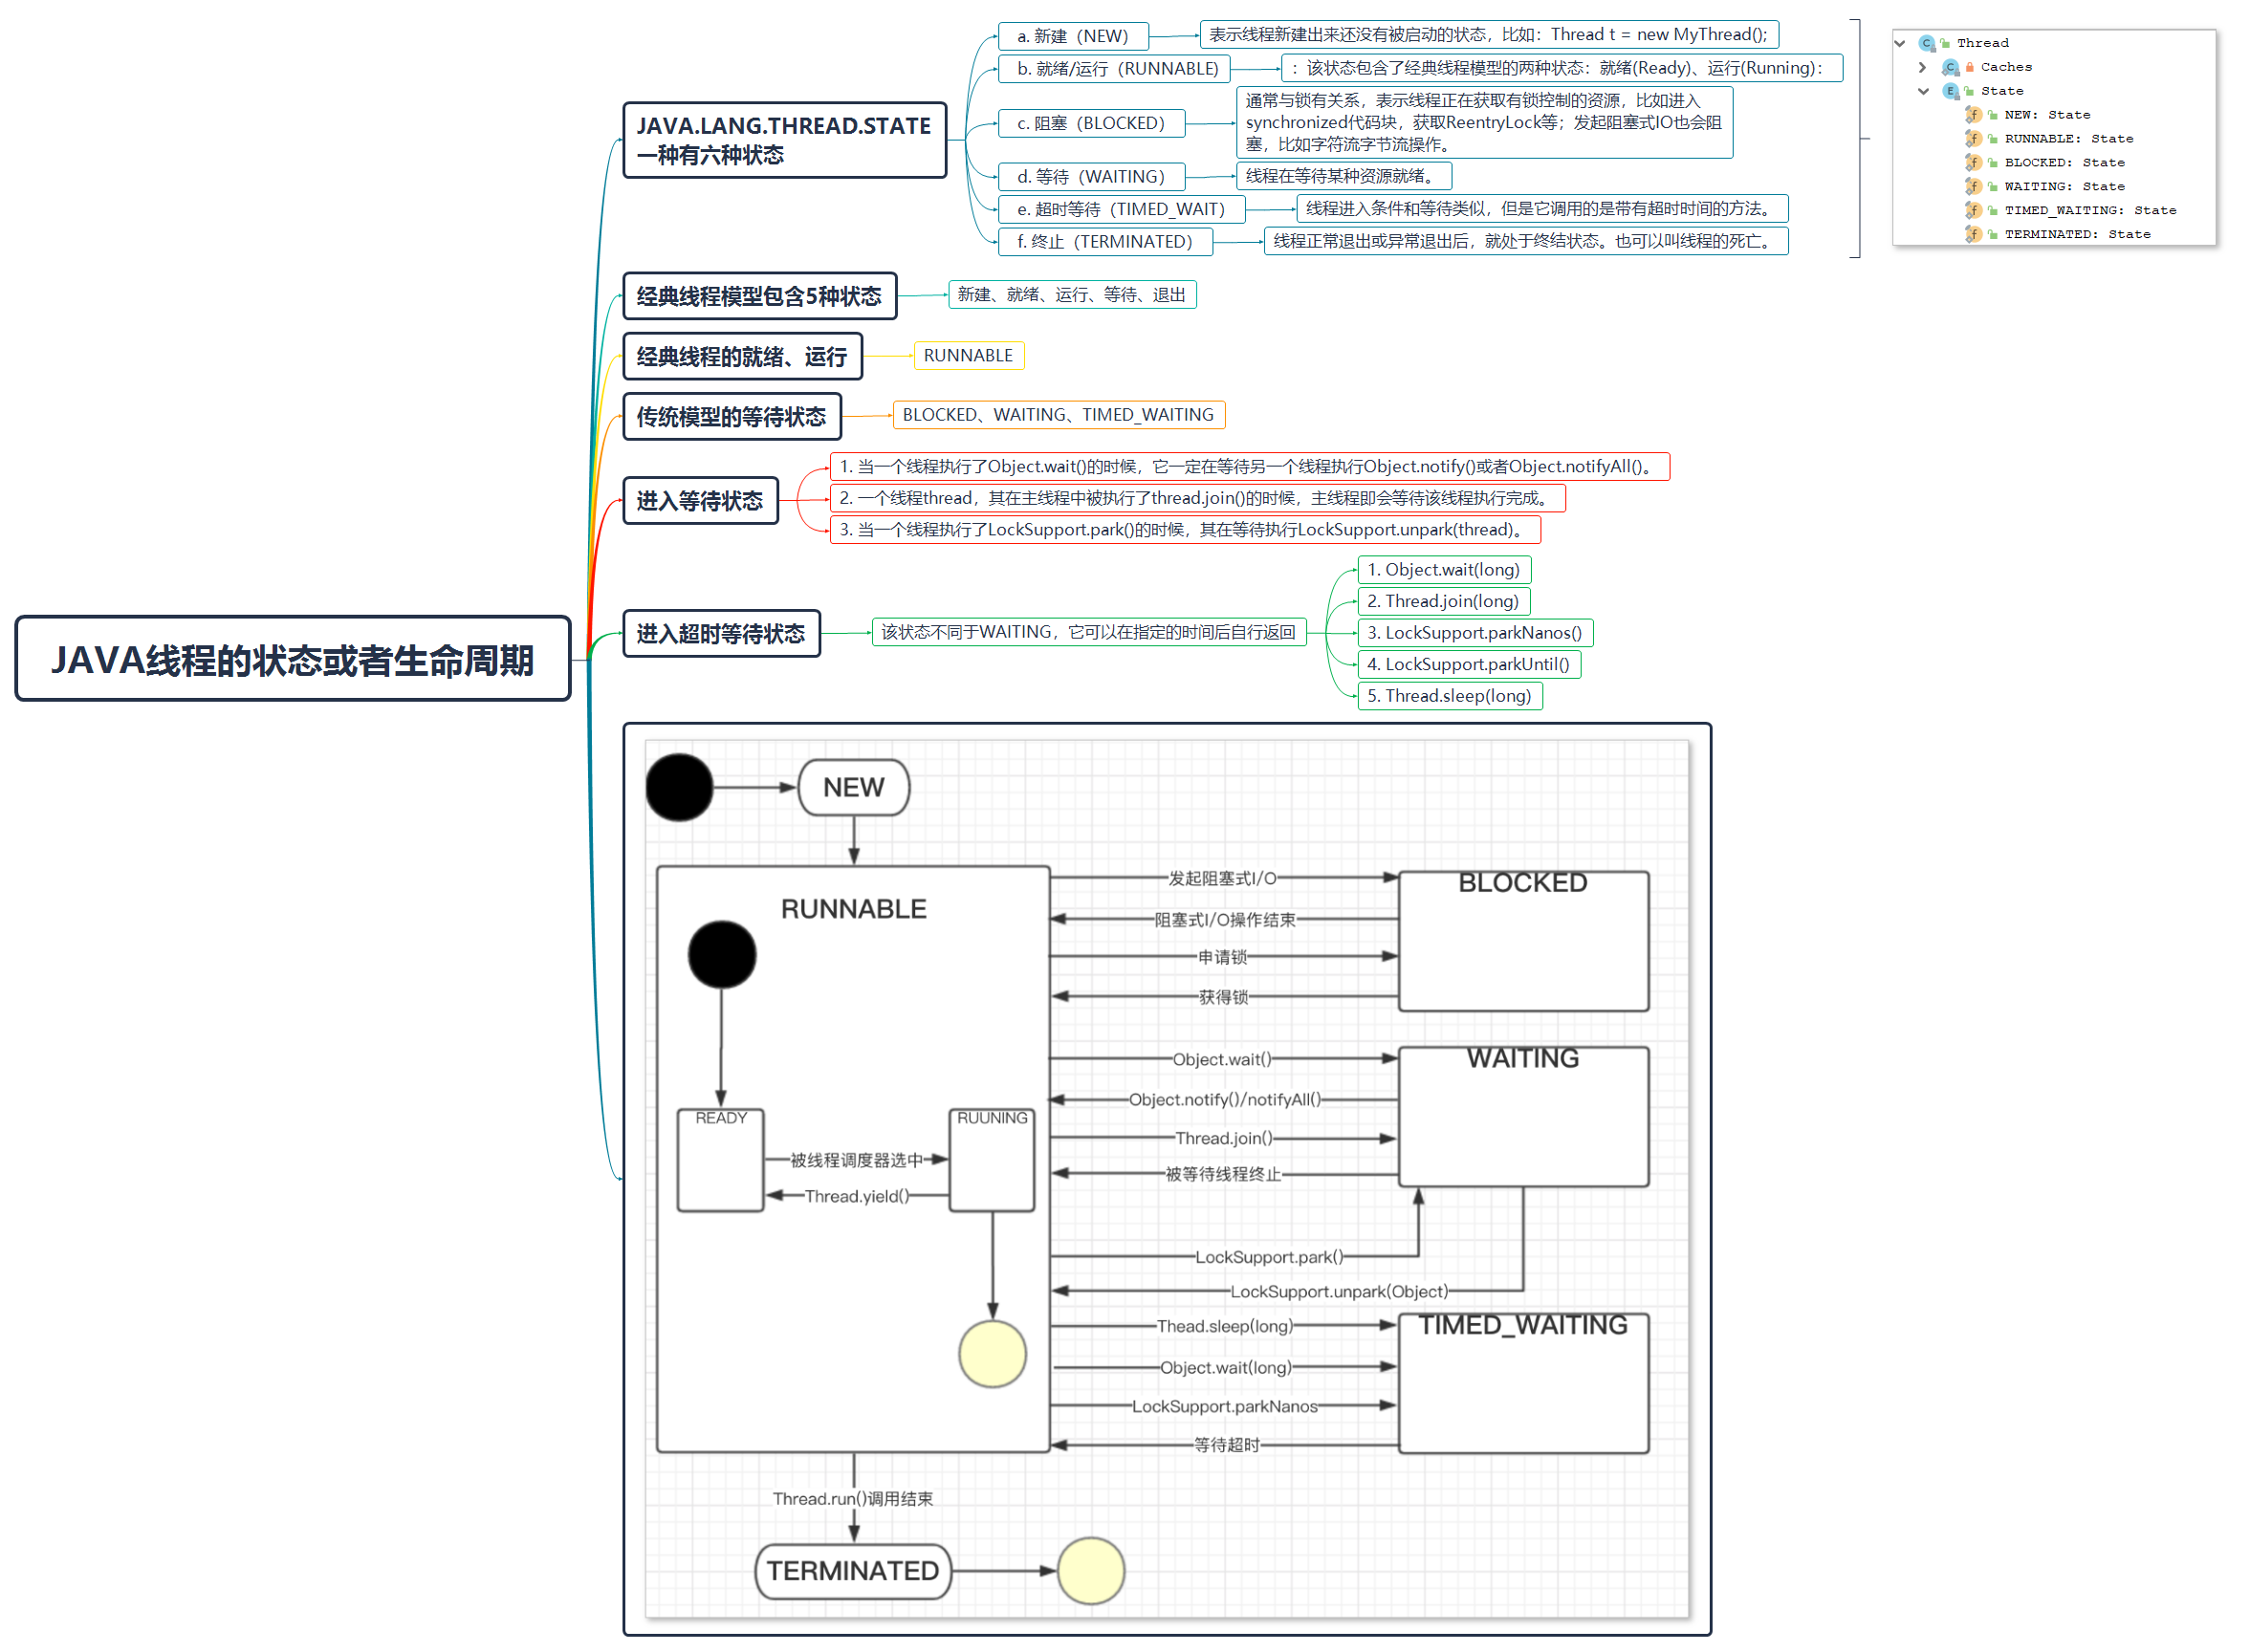 JAVA线程的状态或者生命周期
JAVA.LANG.THREAD.STATE
一种有六种状态
a. 新建（NEW）
表示线程新建出来还没有被启动的状态，比如：Thread t = new MyThread();
b. 就绪/运行（RUNNABLE)
：该状态包含了经典线程模型的两种状态：就绪(Ready)、运行(Running)：
c. 阻塞（BLOCKED）
通常与锁有关系，表示线程正在获取有锁控制的资源，比如进入
synchronized代码块，获取ReentryLock等；发起阻塞式IO也会阻
塞，比如字符流字节流操作。
d. 等待（WAITING）
线程在等待某种资源就绪。
e. 超时等待（TIMED_WAIT）
线程进入条件和等待类似，但是它调用的是带有超时时间的方法。
f. 终止（TERMINATED）
线程正常退出或异常退出后，就处于终结状态。也可以叫线程的死亡。
Thread
Caches
State
NEW: State
RUNNABLE: State
BLOCKED: State
WAITING: State
TIMED_WAITING: State
TERMINATED: State
经典线程模型包含5种状态
新建、就绪、运行、等待、退出
经典线程的就绪、运行
RUNNABLE
传统模型的等待状态
BLOCKED、WAITING、TIMED_WAITING
进入等待状态
1. 当一个线程执行了Object.wait()的时候，它一定在等待另一个线程执行Object.notify()或者Object.notifyAll()。
2. 一个线程thread，其在主线程中被执行了thread.join()的时候，主线程即会等待该线程执行完成。
3. 当一个线程执行了LockSupport.park()的时候，其在等待执行LockSupport.unpark(thread)。
进入超时等待状态
该状态不同于WAITING，它可以在指定的时间后自行返回
1. Object.wait(long)
2. Thread.join(long)
3. LockSupport.parkNanos()
4. LockSupport.parkUntil()
5. Thread.sleep(long)
NEW
RUNNABLE
READY
RUUNING
被线程调度器选中
Thread.yield()
发起阻塞式I/O
阻塞式I/O操作结束
申请锁
获得锁
BLOCKED
Object.wait()
Object.notify()/notifyAll()
Thread.join()
被等待线程终止
WAITING
LockSupport.park()
LockSupport.unpark(Object)
Thead.sleep(long)
Object.wait(long)
LockSupport.parkNanos
等待超时
TIMED_WAITING
Thread.run()调用结束
TERMINATED